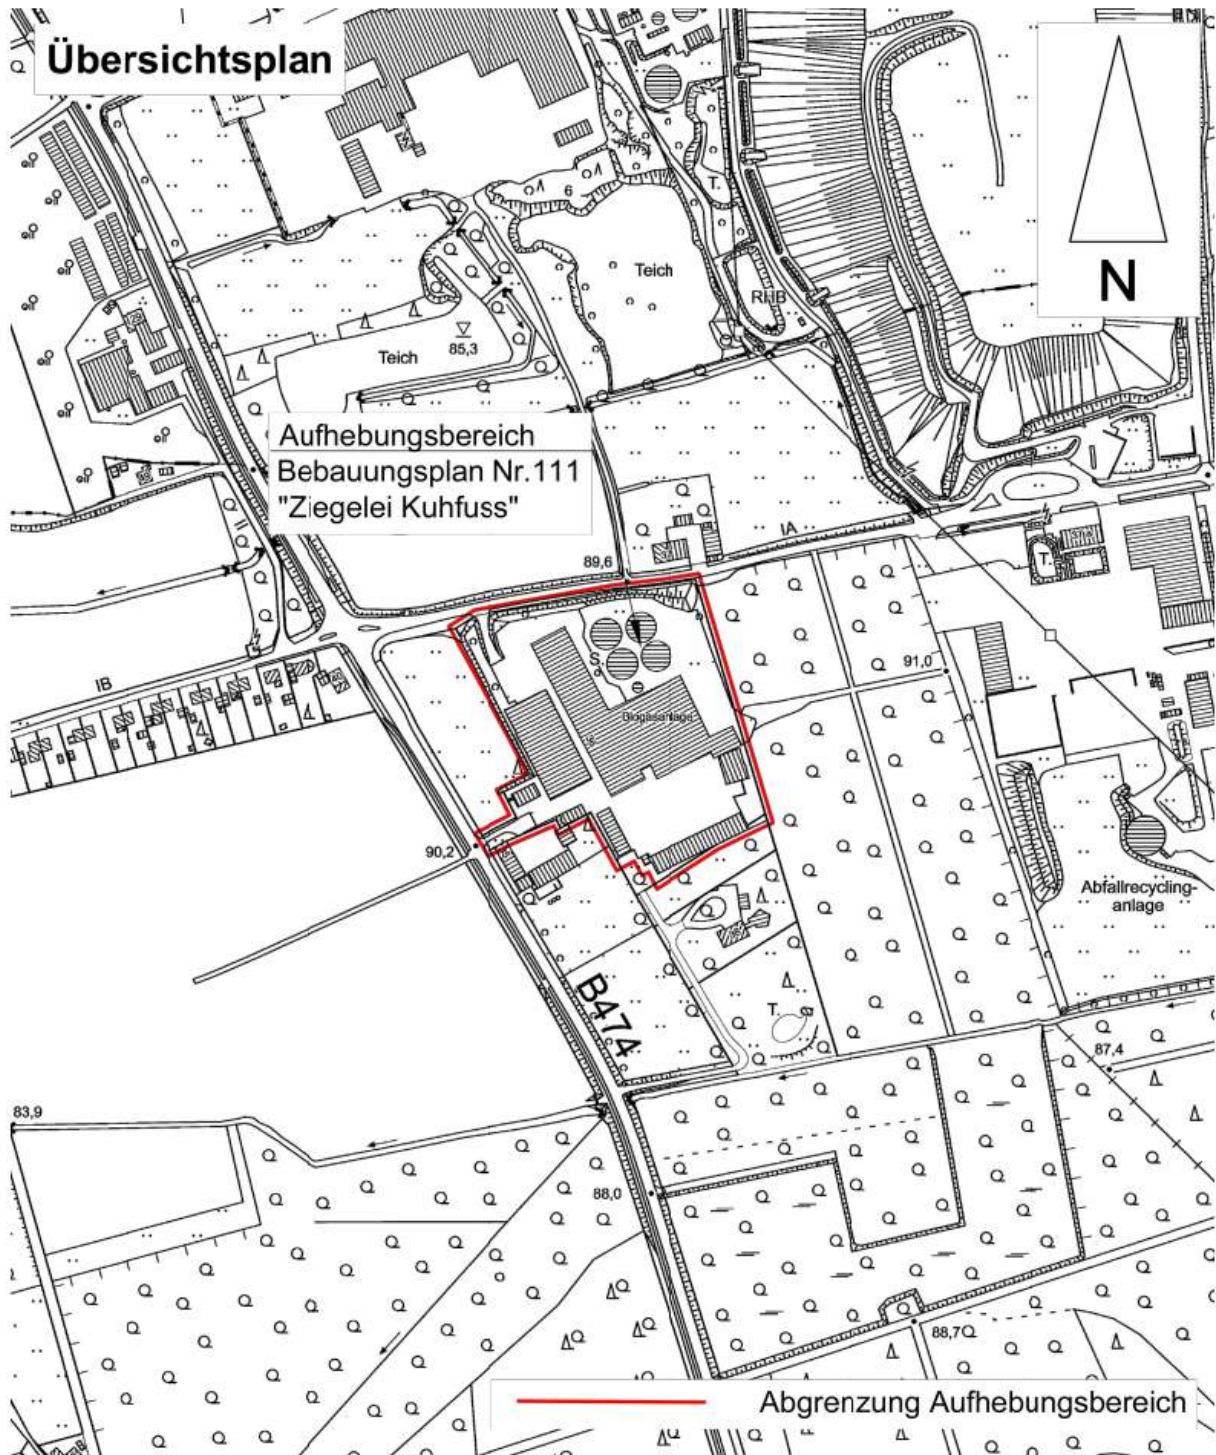 Übersichtsplan
N
6
T.
Teich
RHB
Teich
85,3
Aufhebungsbereich
Bebauungsplan Nr.111
"Ziegelei Kuhfuss"
II
IA
89,6
T.
S.
91,0
IB
Biogasanlage
90,2
Abfallrecycling-
anlage
B474
T.
87,4
83,9
88,0
88,7
Abgrenzung Aufhebungsbereich